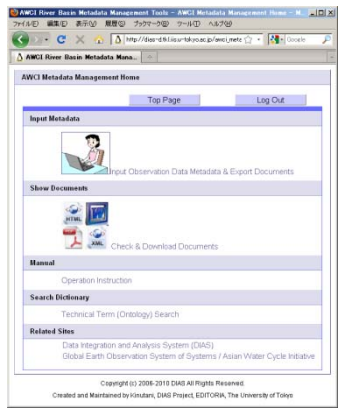 AWCI River Basin Metadata Management Tools - AWCI Metadata Management Home - M...
ファイル(F) 編集(E) 表示(V) 履歴(S) ブックマーク(B) ツール(T) ヘルプ(H)
Google
AWCI River Basin Metadata Mana...
AWCI Metadata Management Home
Top Page Log Out
Input Metadata
Input Observation Data Metadata & Export Documents
Show Documents
HTML
XML
Check & Download Documents
Manual
Operation Instruction
Search Dictionary
Technical Term (Ontology) Search
Related Sites
Data Integration and Analysis System (DIAS)
Global Earth Observation System of Systems / Asian Water Cycle Initiative
Copyright (c) 2006-2010 DIAS All Rights Reserved.
Created and Maintained by Kinutani, DIAS Project, EDITORIA, The University of Tokyo